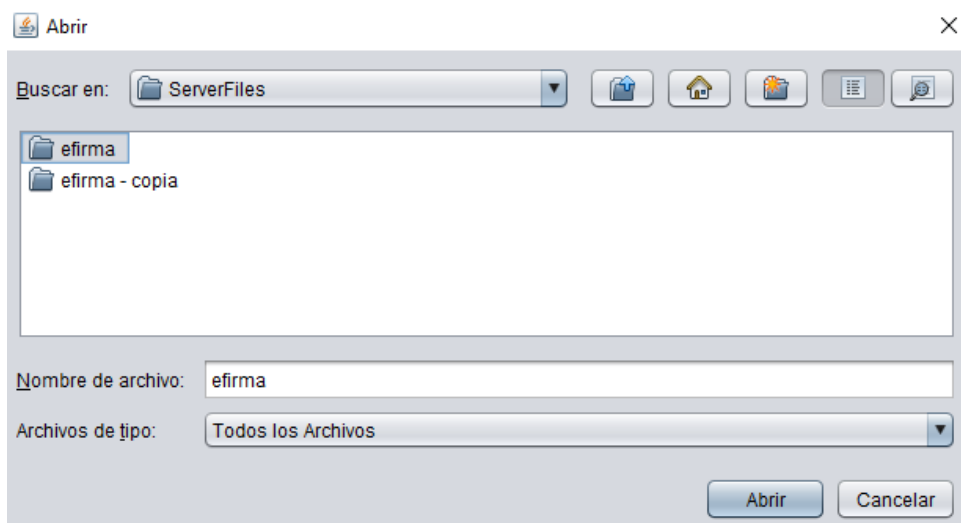 Abrir
Buscar en: ServerFiles
efirma
efirma - copia
Nombre de archivo: efirma
Archivos de tipo: Todos los Archivos
Abrir Cancelar